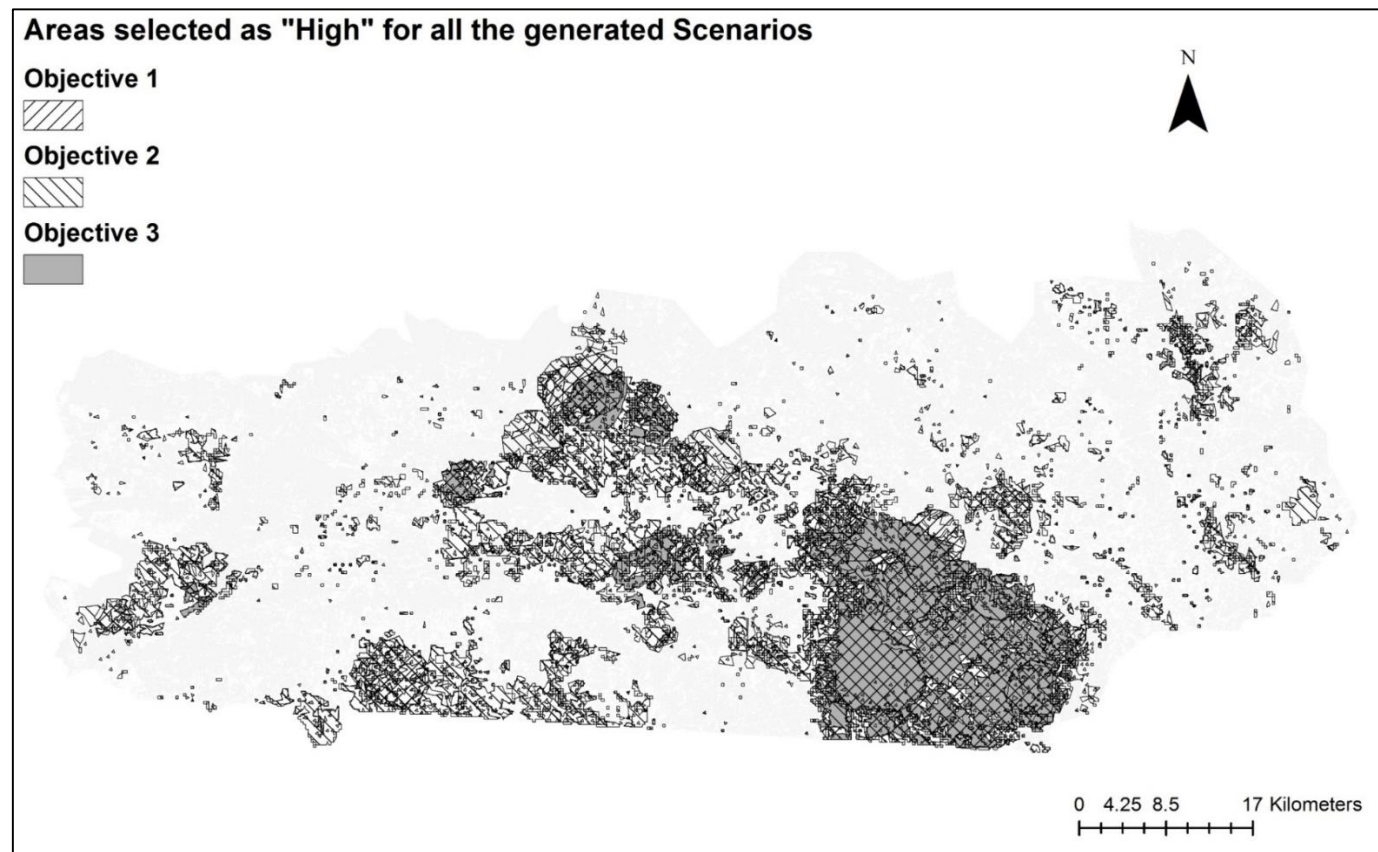 Areas selected as "High" for all the generated Scenarios
Objective 1
Objective 2
Objective 3
N
0 4.25 8.5 17 Kilometers